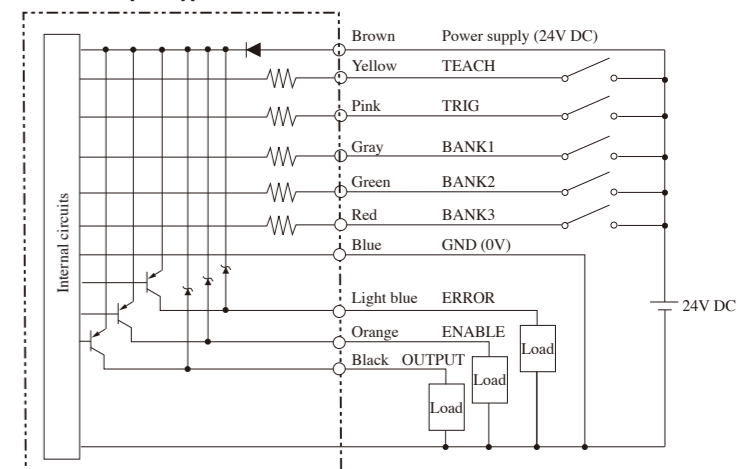 Brown Power supply (24V DC)
Yellow TEACH
Pink TRIG
Gray BANK1
Green BANK2
Red BANK3
Blue GND (0V)
Internal circuits
Light blue ERROR
24V DC
Orange ENABLE
Load
Black OUTPUT
Load
Load